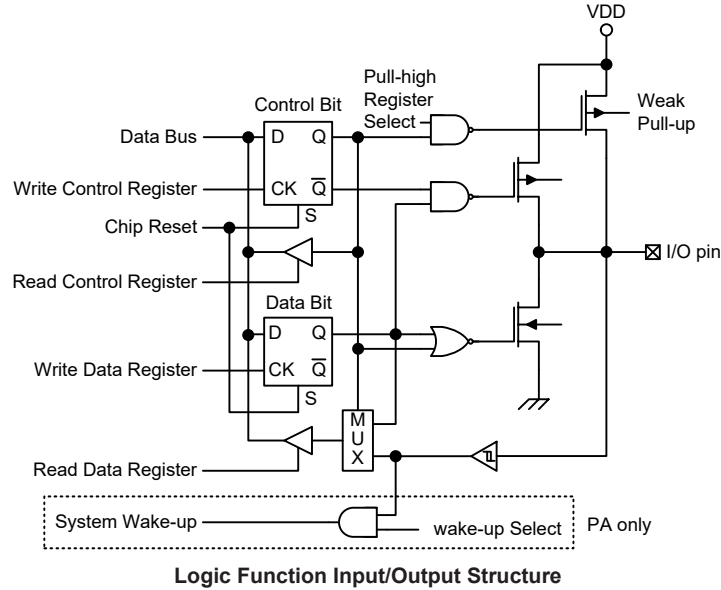 VDD
Pull-high
Register
Select
Weak
Pull-up
Control Bit
Data Bus
D
Q
Write Control Register
CK
Q̅
Chip Reset
S
I/O pin
Read Control Register
Data Bit
D
Q
Write Data Register
CK
Q̅
S
M
U
X
Read Data Register
System Wake-up
wake-up Select
PA only
Logic Function Input/Output Structure